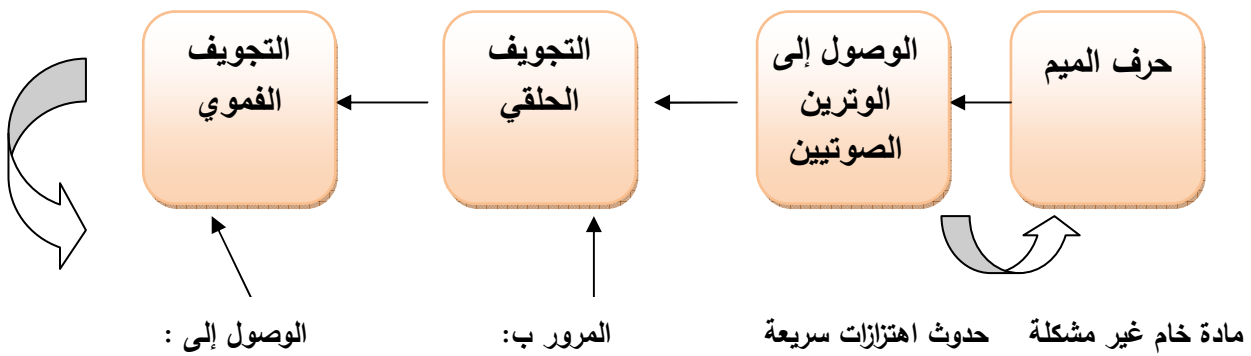 حرف الميم
الوصول إلى
الوترين
الصوتيين
التجويف
الحلقي
التجويف
الفموي
مادة خام غير مشكلة
حدوث اهتزازات سريعة
المرور ب:
الوصول إلى :